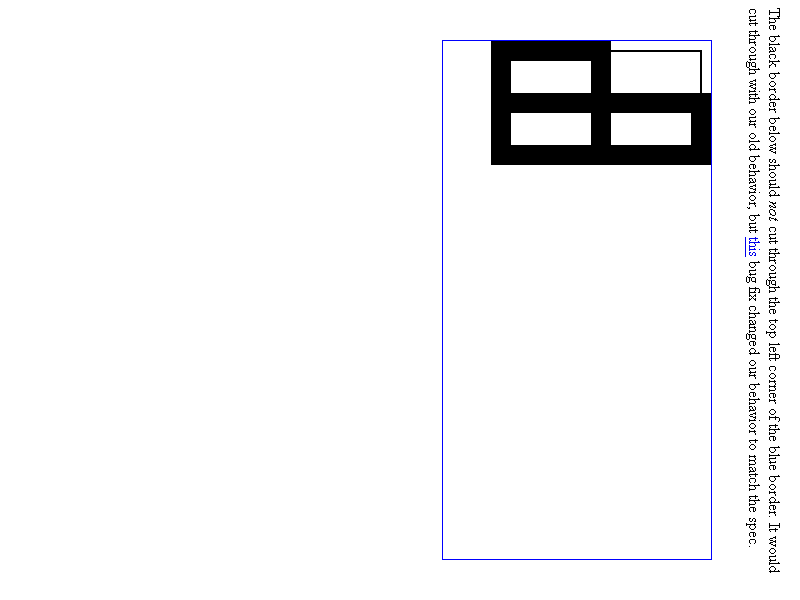 The black border below should not cut through the top left corner of the blue border. It would
cut through with our old behavior, but this bug fix changed our behavior to match the spec.